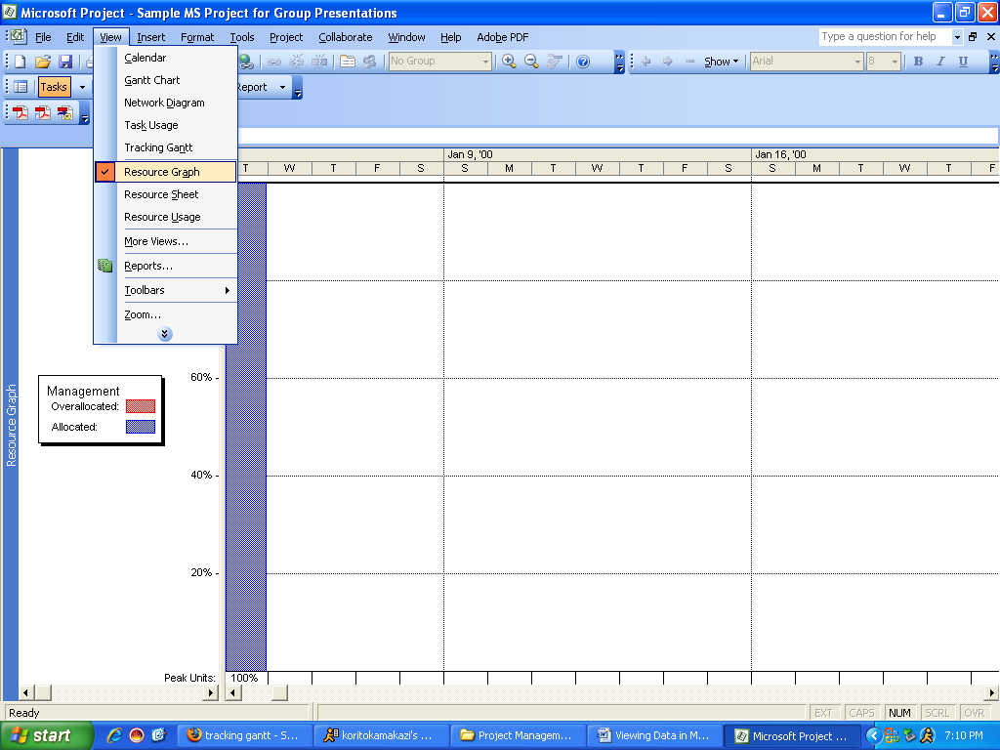 Microsoft Project - Sample MS Project for Group Presentations
File Edit View Insert Format Tools Project Collaborate Window Help Adobe PDF Type a question for help
No Group Show Arial 8 B I U
Tasks eport
Calendar
Gantt Chart
Network Diagram
Task Usage
Tracking Gantt
Resource Graph
Resource Sheet
Resource Usage
More Views...
Reports...
Toolbars
Zoom...
Jan 9, '00 Jan 16, '00
T W T F S S M T W T F S S M T W T F
60%
40%
20%
Management
Overallocated:
Allocated:
Resource Graph
Peak Units: 100%
Ready EXT CAPS NUM SCRL OVR
start tracking gantt - S... koritokamakazi's ... Project Managem... Viewing Data in M... Microsoft Project ... 7:10 PM